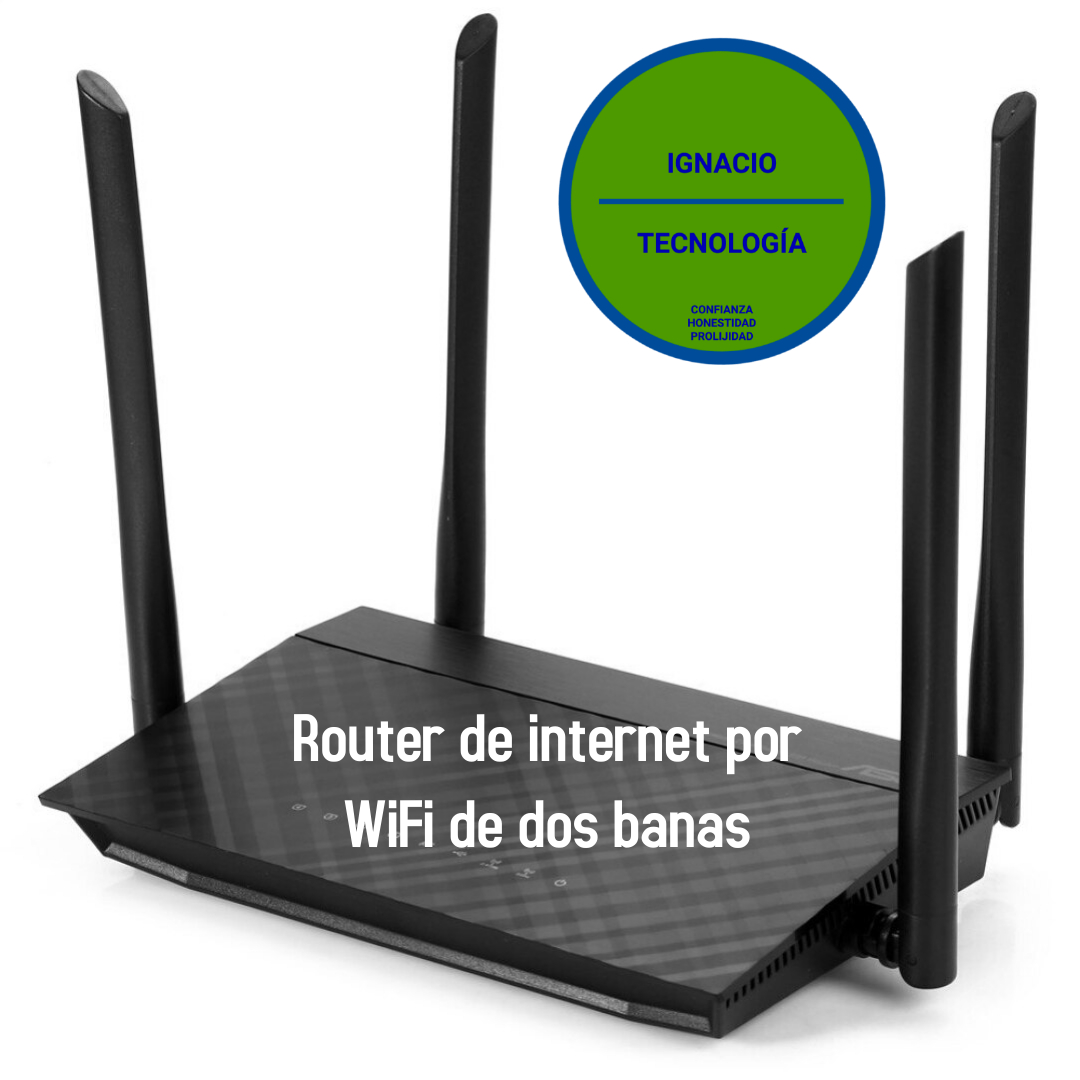 IGNACIO
TECNOLOGÍA
CONFIANZA
HONESTIDAD
PROLIJIDAD
Router de internet por
WiFi de dos banas